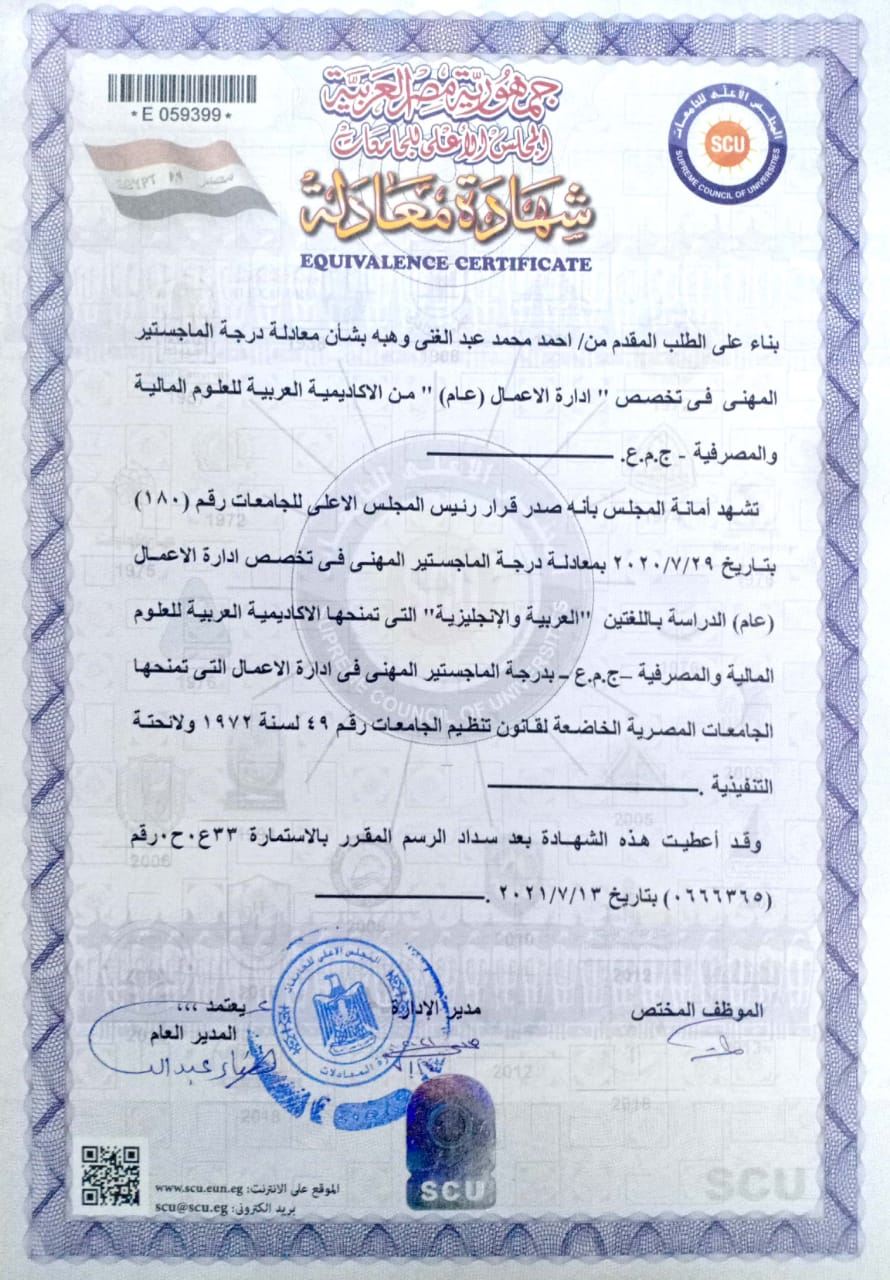 * E 059399 *
جمهورية مصر العربية
المجلس الأعلى للجامعات
شهادة معادلة
EQUIVALENCE CERTIFICATE
المجلس الأعلى للجامعات
SCU
SUPREME COUNCIL OF UNIVERSITIES
EGYPT مصر
بناء على الطلب المقدم من/ احمد محمد عبد الغنى وهبه بشأن معادلة درجة الماجستير
المهنى فى تخصص " ادارة الاعمال (عام) " من الاكاديمية العربية للعلوم المالية
والمصرفية - ج.م.ع.
تشهد أمانة المجلس بأنه صدر قرار رئيس المجلس الاعلى للجامعات رقم (١٨٠)
بتاريخ ٢٠٢٠/٧/٢٩ بمعادلة درجة الماجستير المهنى فى تخصص ادارة الاعمال
(عام) الدراسة باللغتين "العربية والإنجليزية" التى تمنحها الاكاديمية العربية للعلوم
المالية والمصرفية –ج.م.ع – بدرجة الماجستير المهنى فى ادارة الاعمال التى تمنحها
الجامعات المصرية الخاضعة لقانون تنظيم الجامعات رقم ٤٩ لسنة ١٩٧٢ ولائحتة
التنفيذية .
وقد أعطيت هذه الشهادة بعد سداد الرسم المقرر بالاستمارة ٣٣ع٠ح٠رقم
(٠٦٦٦٣٦٥) بتاريخ ٢٠٢١/٧/١٣ .
الموظف المختص
مدير الإدارة
يعتمد ،،،
المدير العام
المجلس الاعلى للجامعات
SCU
SCU
الموقع على الانترنت: www.scu.eun.eg
بريد الكترونى: scu@scu.eg